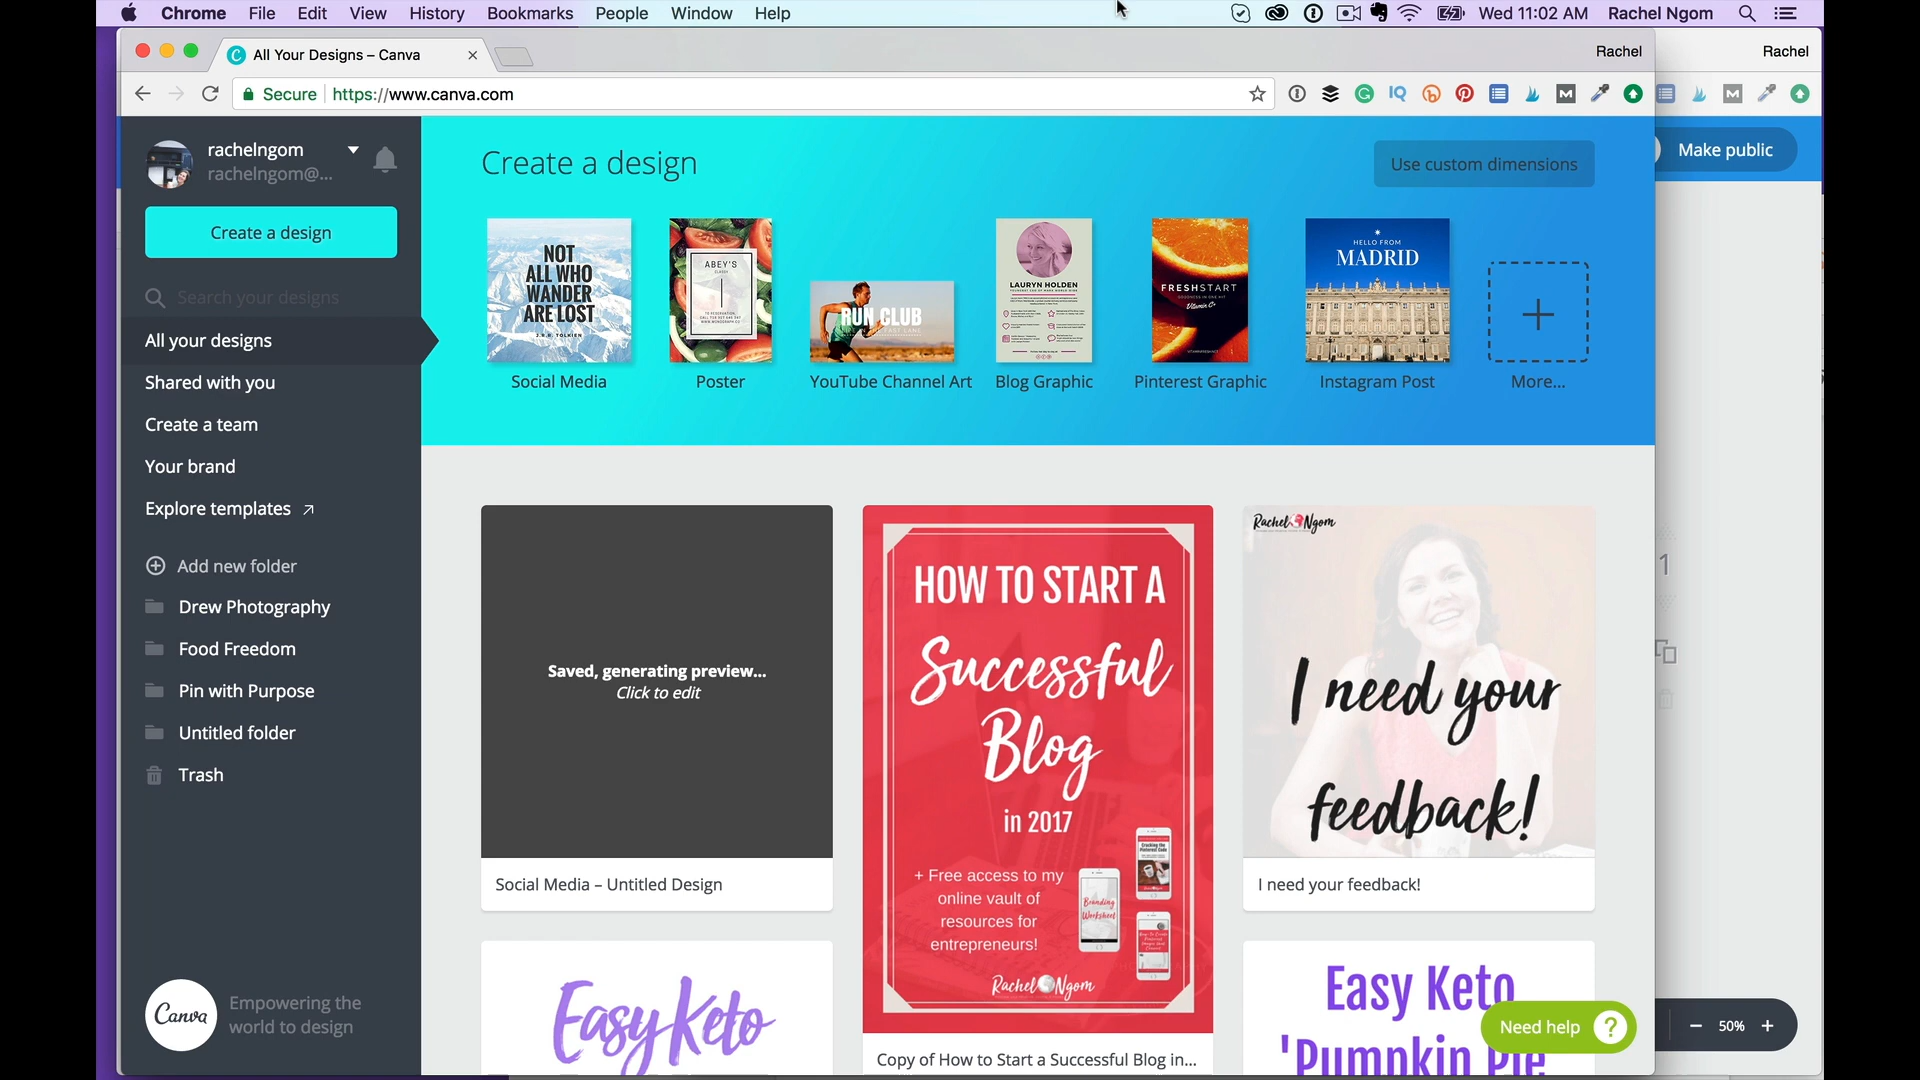 Chrome File Edit View History Bookmarks People Window Help Wed 11:02 AM Rachel Ngom
All Your Designs – Canva
Rachel
Rachel
Secure https://www.canva.com
rachelngom
rachelngom@...
Create a design
Search your designs
All your designs
Shared with you
Create a team
Your brand
Explore templates
Add new folder
Drew Photography
Food Freedom
Pin with Purpose
Untitled folder
Trash
Canva
Empowering the
world to design
Create a design
Use custom dimensions
Make public
NOT
ALL WHO
WANDER
ARE LOST
J.R.R. TOLKIEN
Social Media
ABEY'S
Poster
RUN CLUB
YouTube Channel Art
LAURYN HOLDEN
Blog Graphic
FRESHSTART
Vitamin C+
Pinterest Graphic
HELLO FROM
MADRID
Instagram Post
More...
Saved, generating preview...
Click to edit
Social Media – Untitled Design
HOW TO START A
Successful
Blog
in 2017
+ Free access to my
online vault of
resources for
entrepreneurs!
Branding
Worksheet
Rachel Ngom
Copy of How to Start a Successful Blog in...
Rachel Ngom
I need your
feedback!
I need your feedback!
Easy Keto
Easy Keto
'Pumpkin Pie
Need help ?
1
50%